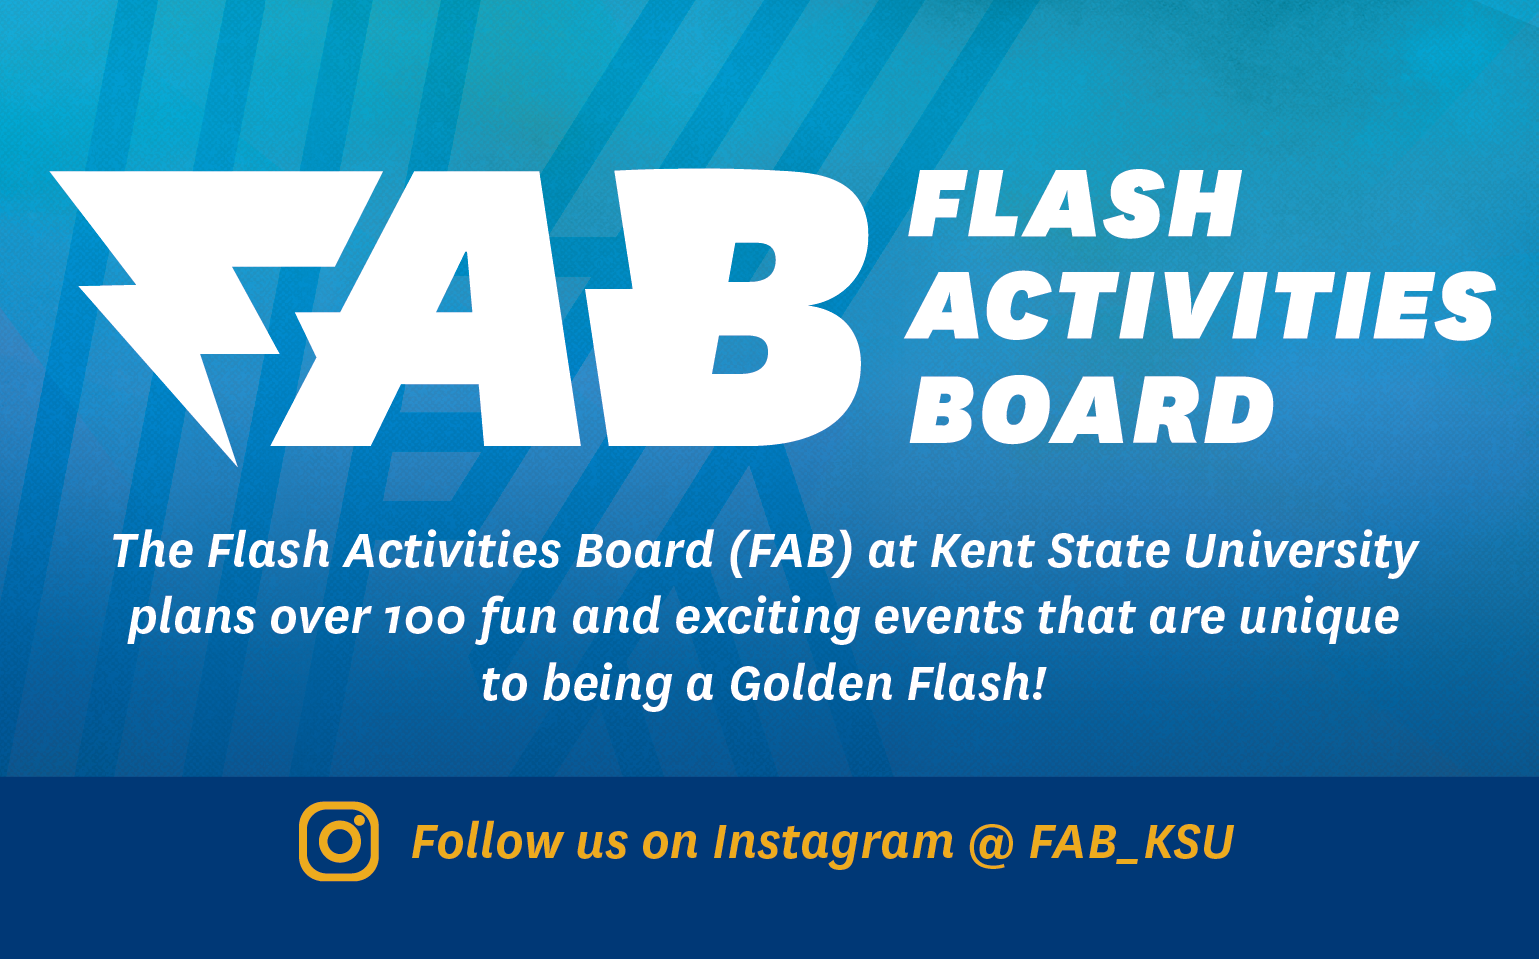 FAB
FLASH
ACTIVITIES
BOARD
The Flash Activities Board (FAB) at Kent State University
plans over 100 fun and exciting events that are unique
to being a Golden Flash!
Follow us on Instagram @ FAB_KSU